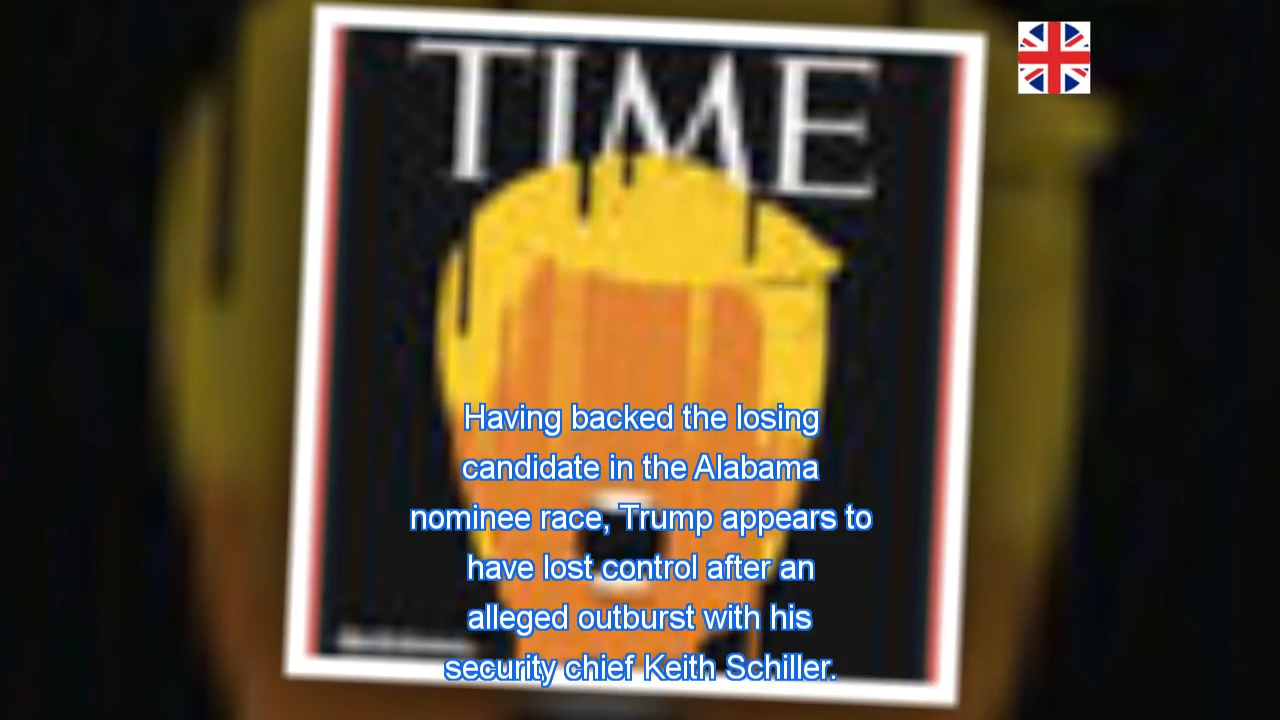 TIME
Having backed the losing
candidate in the Alabama
nominee race, Trump appears to
have lost control after an
alleged outburst with his
security chief Keith Schiller.